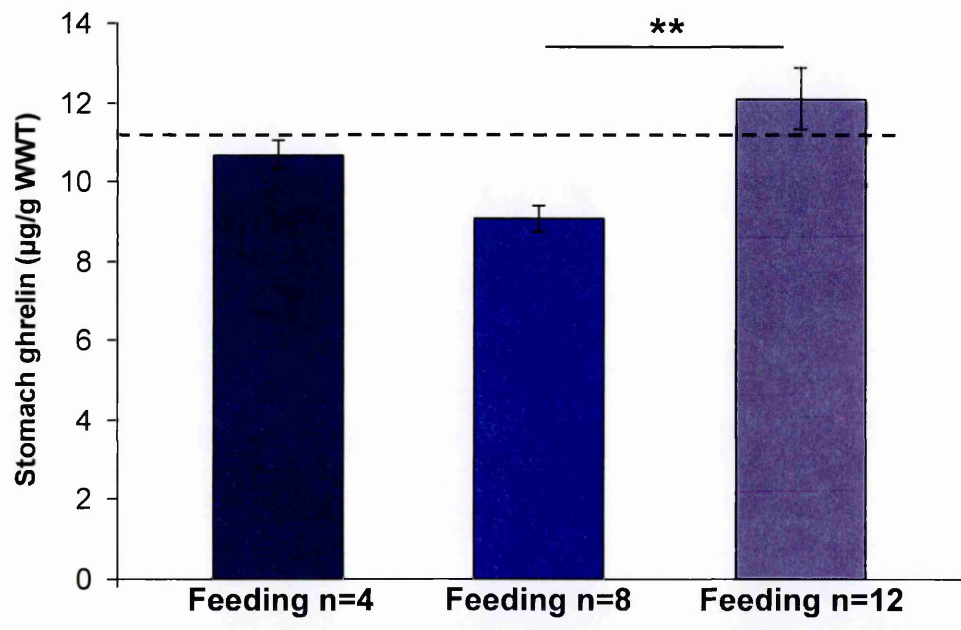 **
14
12
10
8
6
4
2
0
Stomach ghrelin (µg/g WWT)
Feeding n=4
Feeding n=8
Feeding n=12